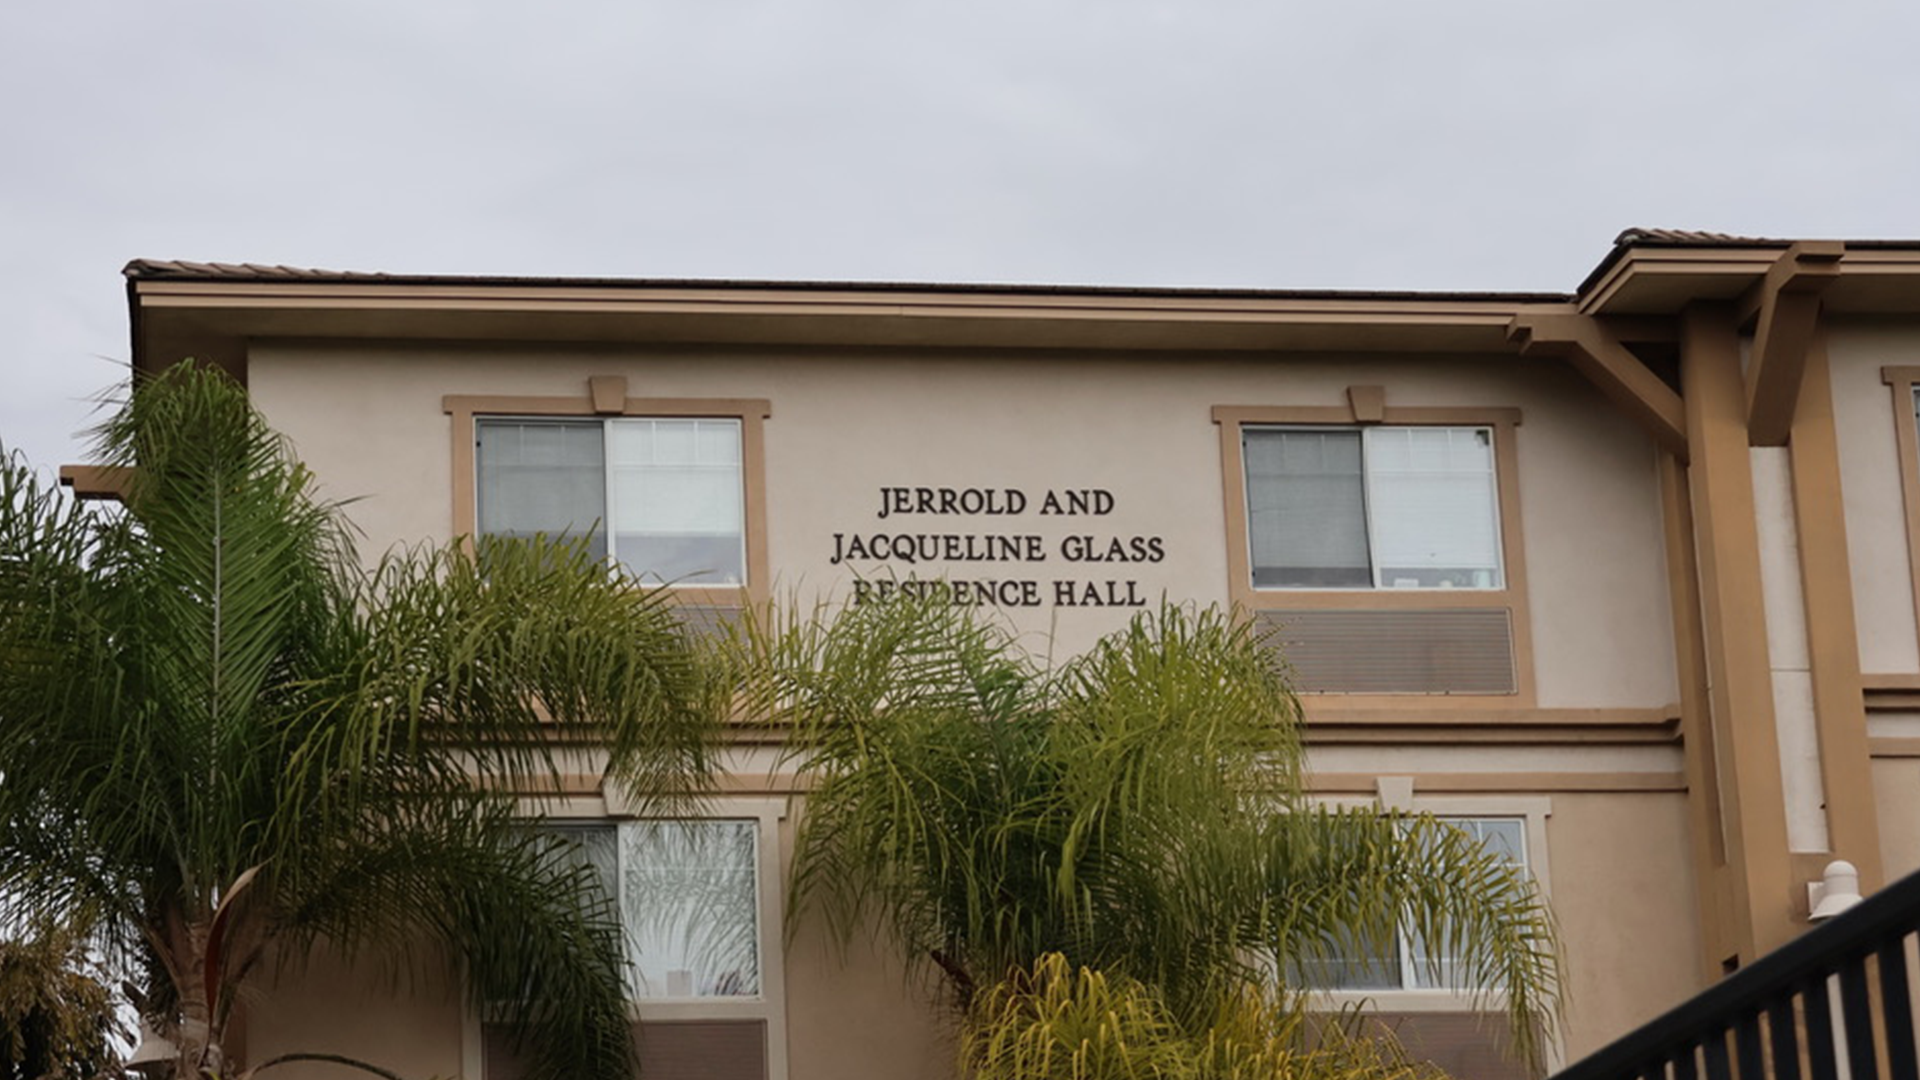 JERROLD AND
JACQUELINE GLASS
RESIDENCE HALL